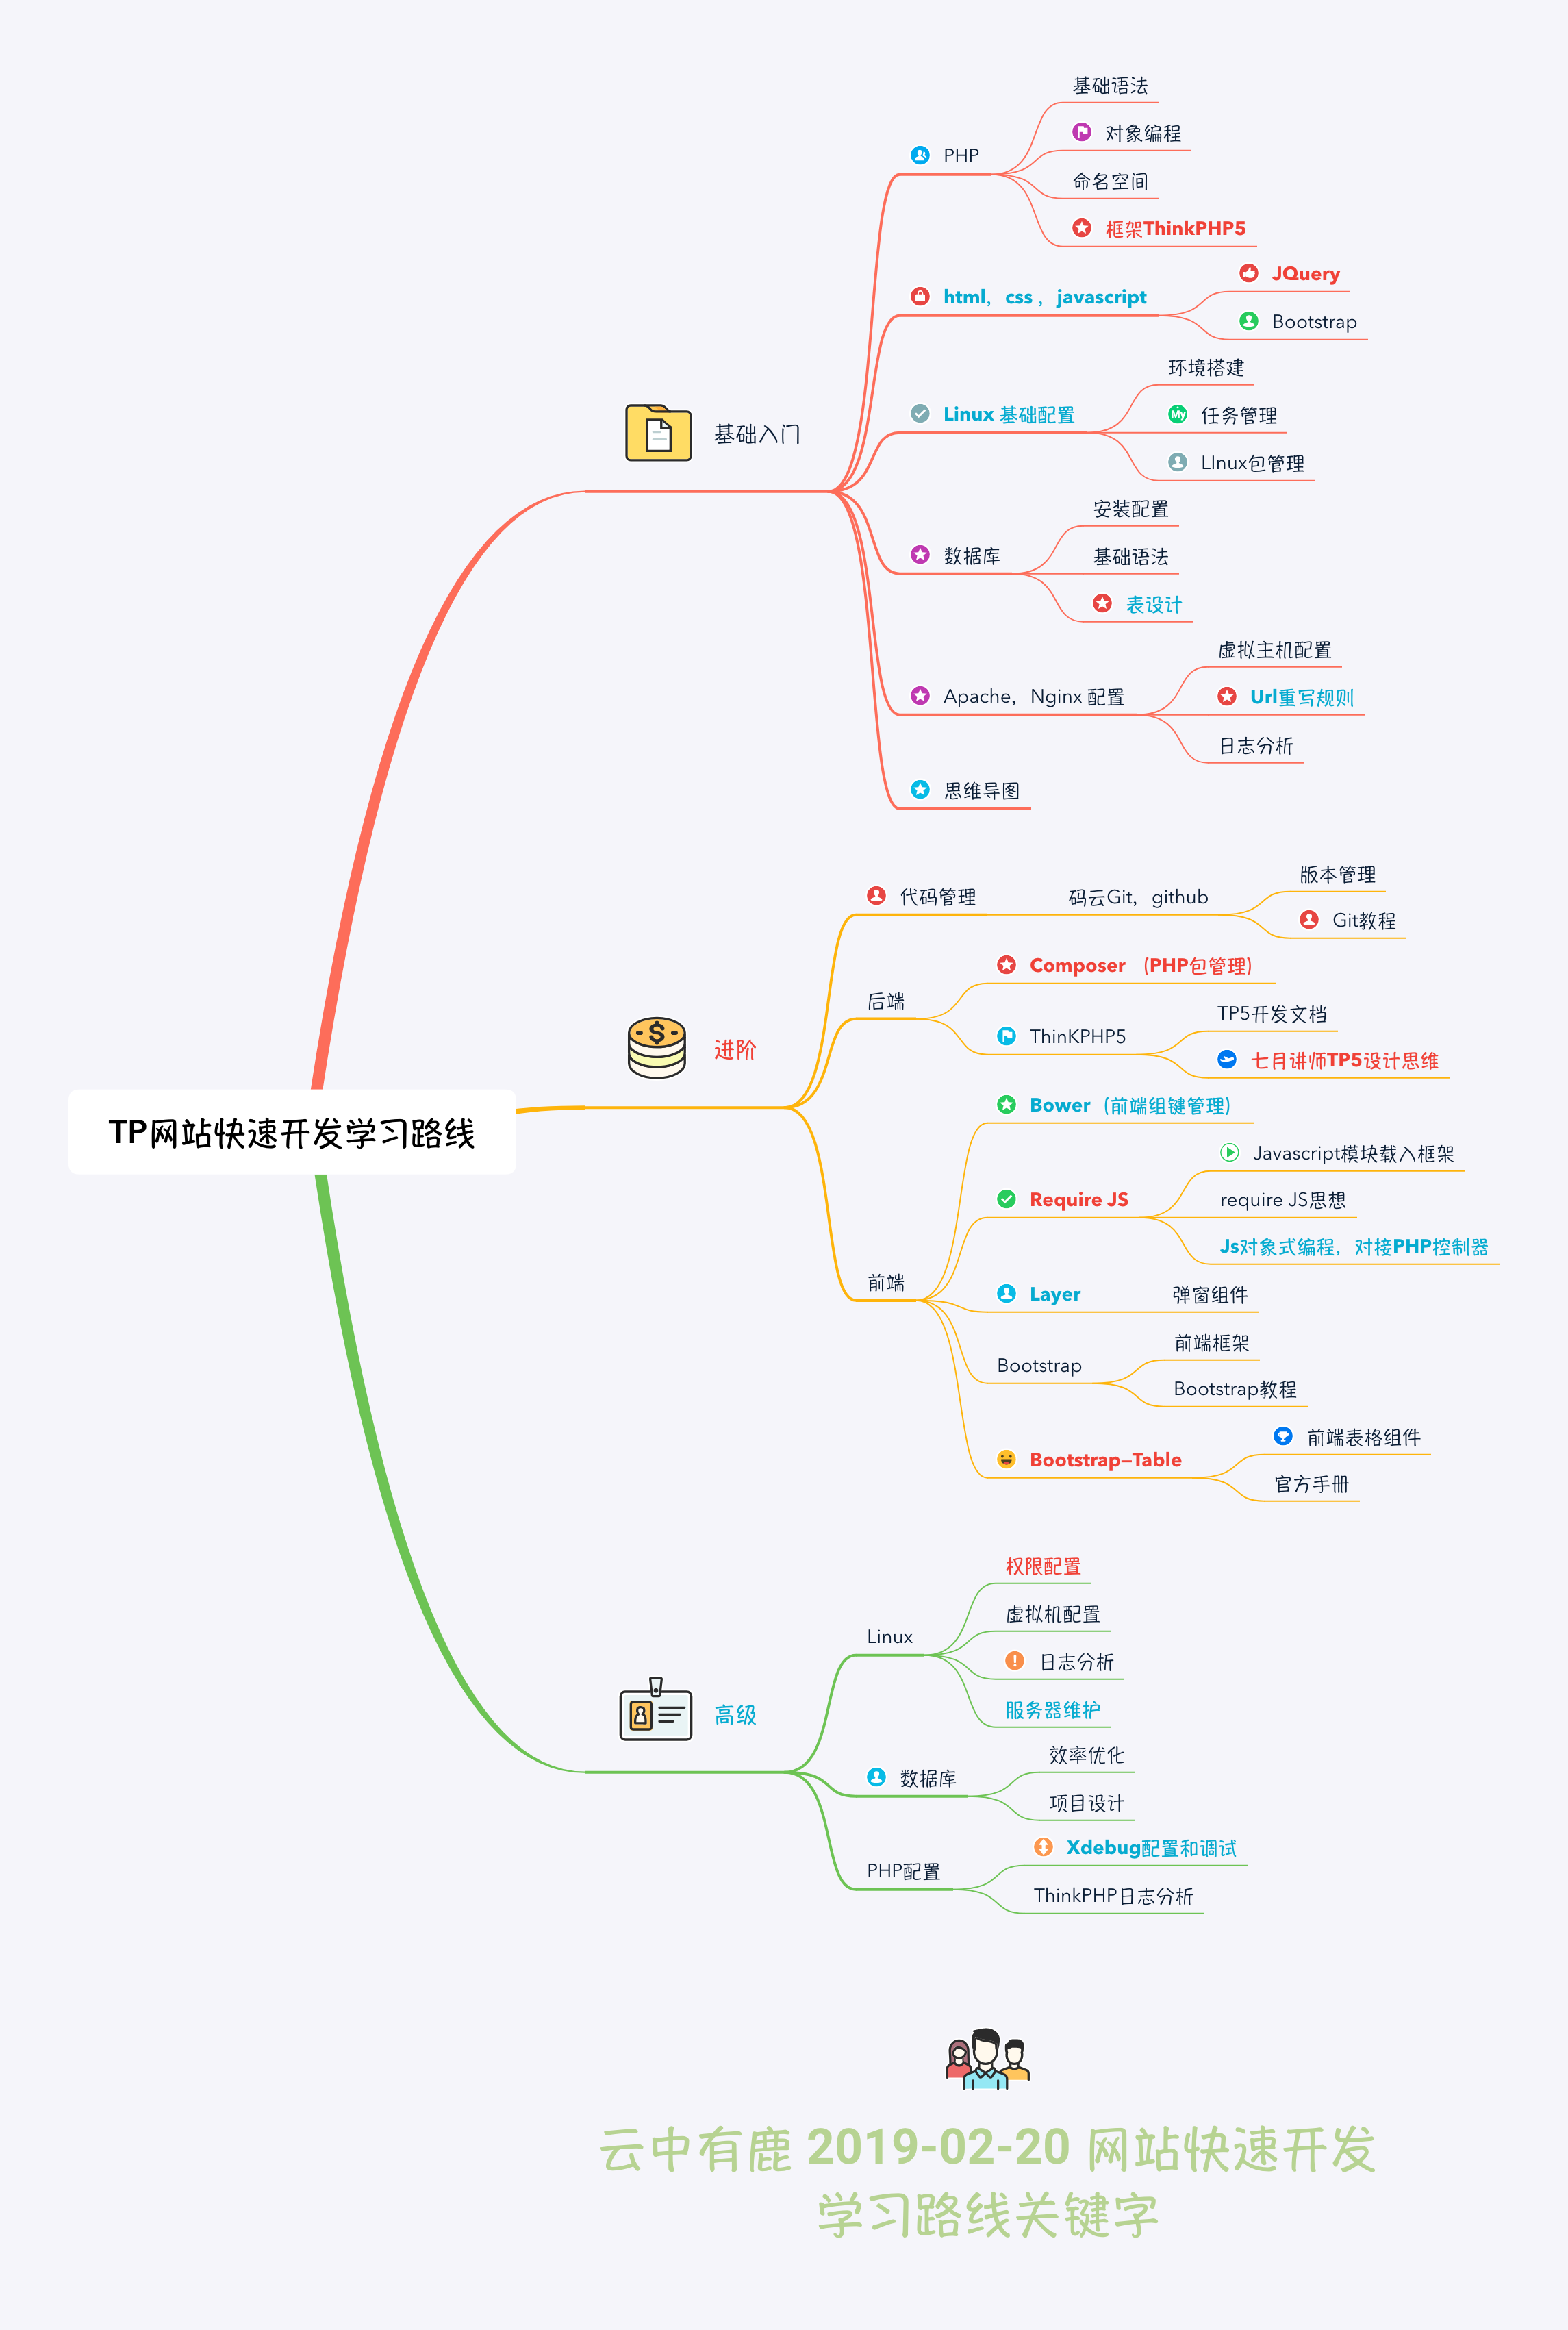 基础语法
对象编程
PHP
命名空间
框架ThinkPHP5
JQuery
html，css ，javascript
Bootstrap
环境搭建
Linux 基础配置
任务管理
LInux包管理
基础入门
安装配置
数据库
基础语法
表设计
虚拟主机配置
Apache，Nginx 配置
Url重写规则
日志分析
思维导图
版本管理
代码管理
码云Git，github
Git教程
Composer （PHP包管理）
后端
TP5开发文档
ThinKPHP5
七月讲师TP5设计思维
进阶
Bower（前端组键管理）
TP网站快速开发学习路线
Javascript模块载入框架
Require JS
require JS思想
Js对象式编程，对接PHP控制器
前端
Layer
弹窗组件
前端框架
Bootstrap
Bootstrap教程
前端表格组件
Bootstrap—Table
官方手册
权限配置
虚拟机配置
Linux
日志分析
服务器维护
高级
效率优化
数据库
项目设计
Xdebug配置和调试
PHP配置
ThinkPHP日志分析
云中有鹿 2019-02-20 网站快速开发
学习路线关键字